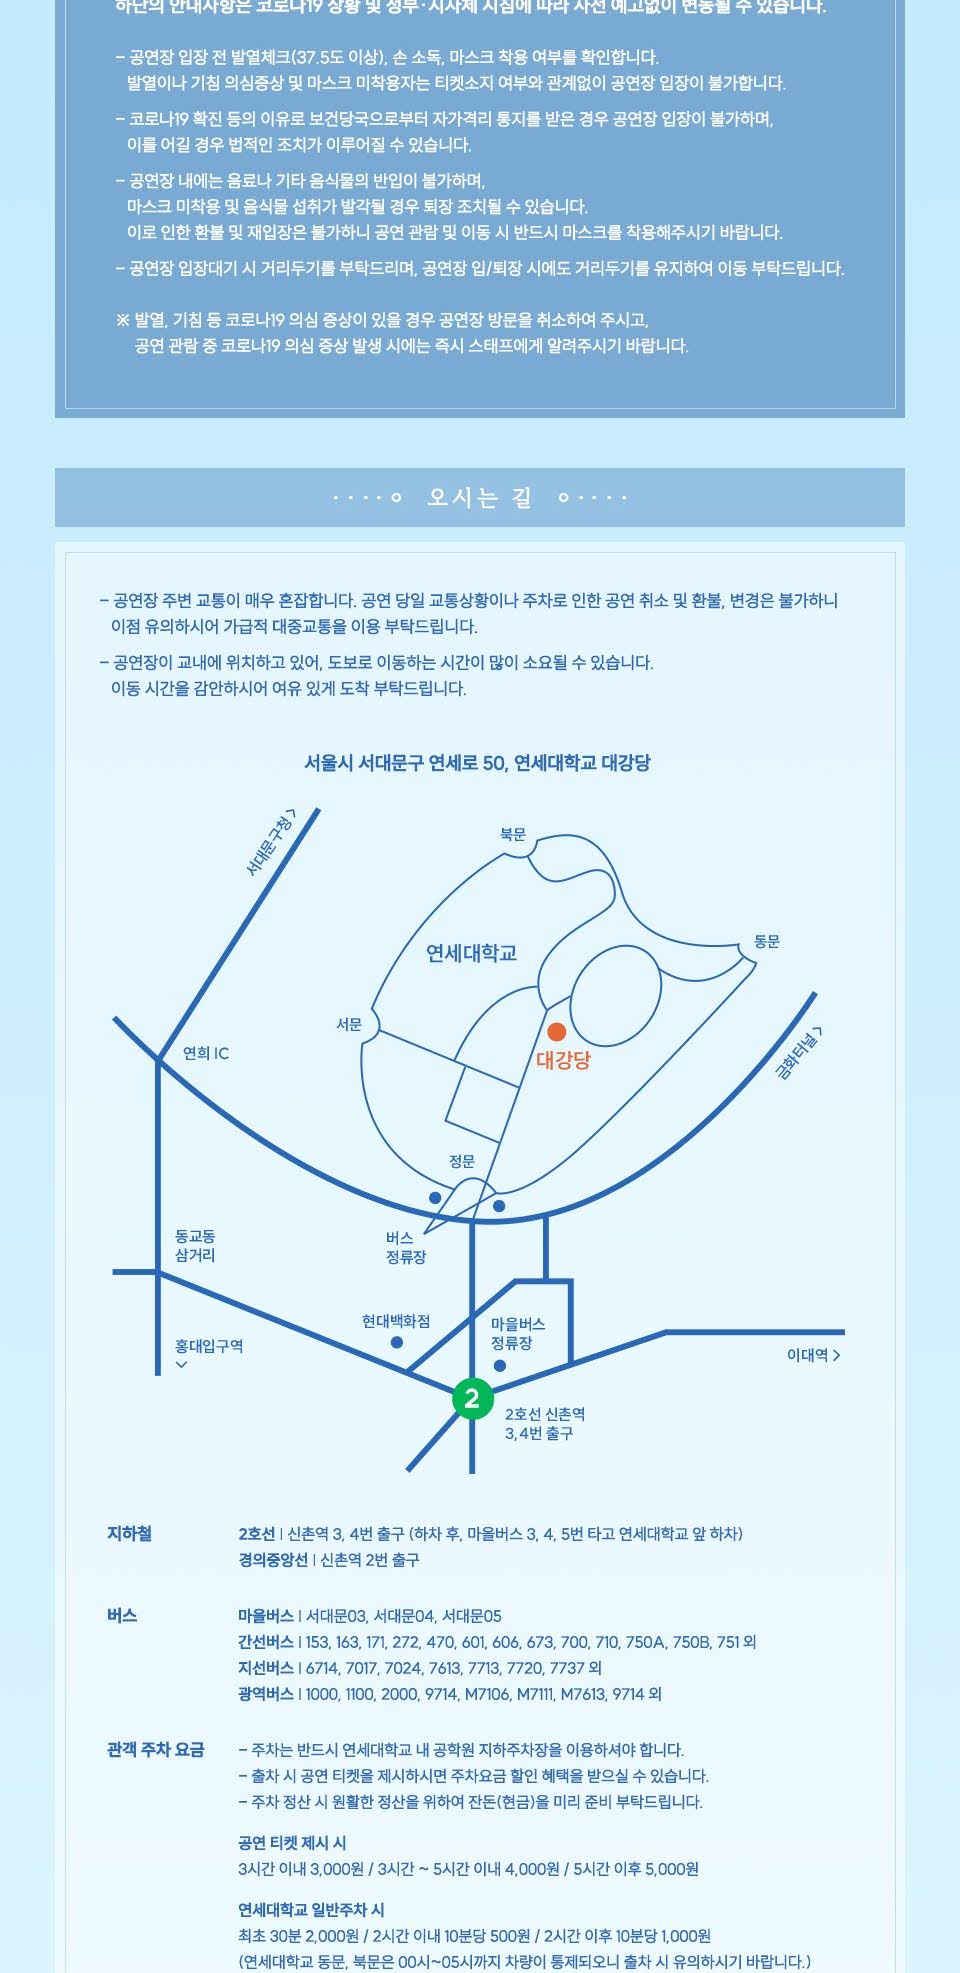 하단의 안내사항은 코로나19 상황 및 정부·지자체 지침에 따라 사전 예고없이 변동될 수 있습니다.
- 공연장 입장 전 발열체크(37.5도 이상), 손 소독, 마스크 착용 여부를 확인합니다.
발열이나 기침 의심증상 및 마스크 미착용자는 티켓소지 여부와 관계없이 공연장 입장이 불가합니다.
- 코로나19 확진 등의 이유로 보건당국으로부터 자가격리 통지를 받은 경우 공연장 입장이 불가하며,
이를 어길 경우 법적인 조치가 이루어질 수 있습니다.
- 공연장 내에는 음료나 기타 음식물의 반입이 불가하며,
마스크 미착용 및 음식물 섭취가 발각될 경우 퇴장 조치될 수 있습니다.
이로 인한 환불 및 재입장은 불가하니 공연 관람 및 이동 시 반드시 마스크를 착용해주시기 바랍니다.
- 공연장 입장대기 시 거리두기를 부탁드리며, 공연장 입/퇴장 시에도 거리두기를 유지하여 이동 부탁드립니다.
※ 발열, 기침 등 코로나19 의심 증상이 있을 경우 공연장 방문을 취소하여 주시고,
공연 관람 중 코로나19 의심 증상 발생 시에는 즉시 스태프에게 알려주시기 바랍니다.
오시는 길
- 공연장 주변 교통이 매우 혼잡합니다. 공연 당일 교통상황이나 주차로 인한 공연 취소 및 환불, 변경은 불가하니
이점 유의하시어 가급적 대중교통을 이용 부탁드립니다.
- 공연장이 교내에 위치하고 있어, 도보로 이동하는 시간이 많이 소요될 수 있습니다.
이동 시간을 감안하시어 여유 있게 도착 부탁드립니다.
서울시 서대문구 연세로 50, 연세대학교 대강당
서대문구청 >
북문
동문
연세대학교
서문
연희 IC
대강당
금화터널 >
정문
버스
정류장
동교동
삼거리
현대백화점
마을버스
정류장
홍대입구역
이대역 >
2
2호선 신촌역
3,4번 출구
지하철
2호선 | 신촌역 3, 4번 출구 (하차 후, 마을버스 3, 4, 5번 타고 연세대학교 앞 하차)
경의중앙선 | 신촌역 2번 출구
버스
마을버스 | 서대문03, 서대문04, 서대문05
간선버스 | 153, 163, 171, 272, 470, 601, 606, 673, 700, 710, 750A, 750B, 751 외
지선버스 | 6714, 7017, 7024, 7613, 7713, 7720, 7737 외
광역버스 | 1000, 1100, 2000, 9714, M7106, M7111, M7613, 9714 외
관객 주차 요금
- 주차는 반드시 연세대학교 내 공학원 지하주차장을 이용하셔야 합니다.
- 출차 시 공연 티켓을 제시하시면 주차요금 할인 혜택을 받으실 수 있습니다.
- 주차 정산 시 원활한 정산을 위하여 잔돈(현금)을 미리 준비 부탁드립니다.
공연 티켓 제시 시
3시간 이내 3,000원 / 3시간 ~ 5시간 이내 4,000원 / 5시간 이후 5,000원
연세대학교 일반주차 시
최초 30분 2,000원 / 2시간 이내 10분당 500원 / 2시간 이후 10분당 1,000원
(연세대학교 동문, 북문은 00시~05시까지 차량이 통제되오니 출차 시 유의하시기 바랍니다.)